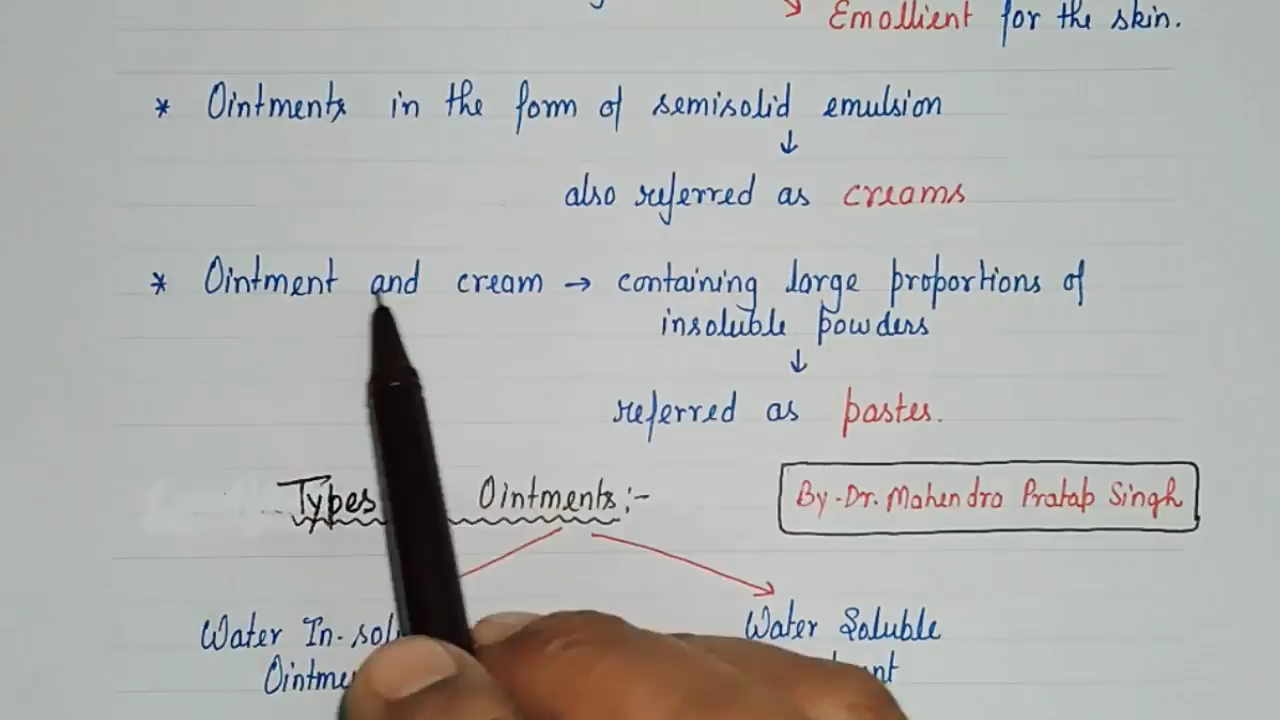 Emollient for the skin.
* Ointments in the form of semisolid emulsion
↓
also referred as creams
* Ointment and cream → containing large proportions of
insoluble powders
↓
referred as pastes.
Types Ointments:-
By-Dr. Mahendra Pratap Singh
Water In-sol
Water Soluble
Ointme